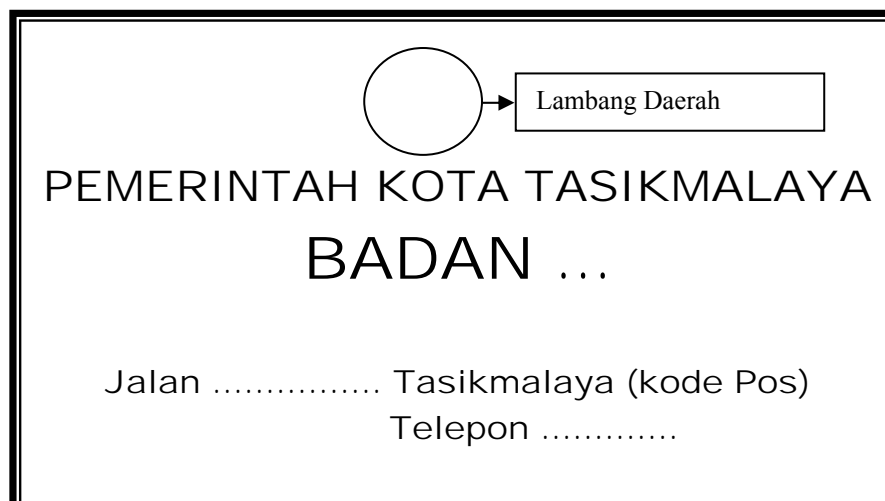 Lambang Daerah
PEMERINTAH KOTA TASIKMALAYA
BADAN ...
Jalan ................ Tasikmalaya (kode Pos)
Telepon .............